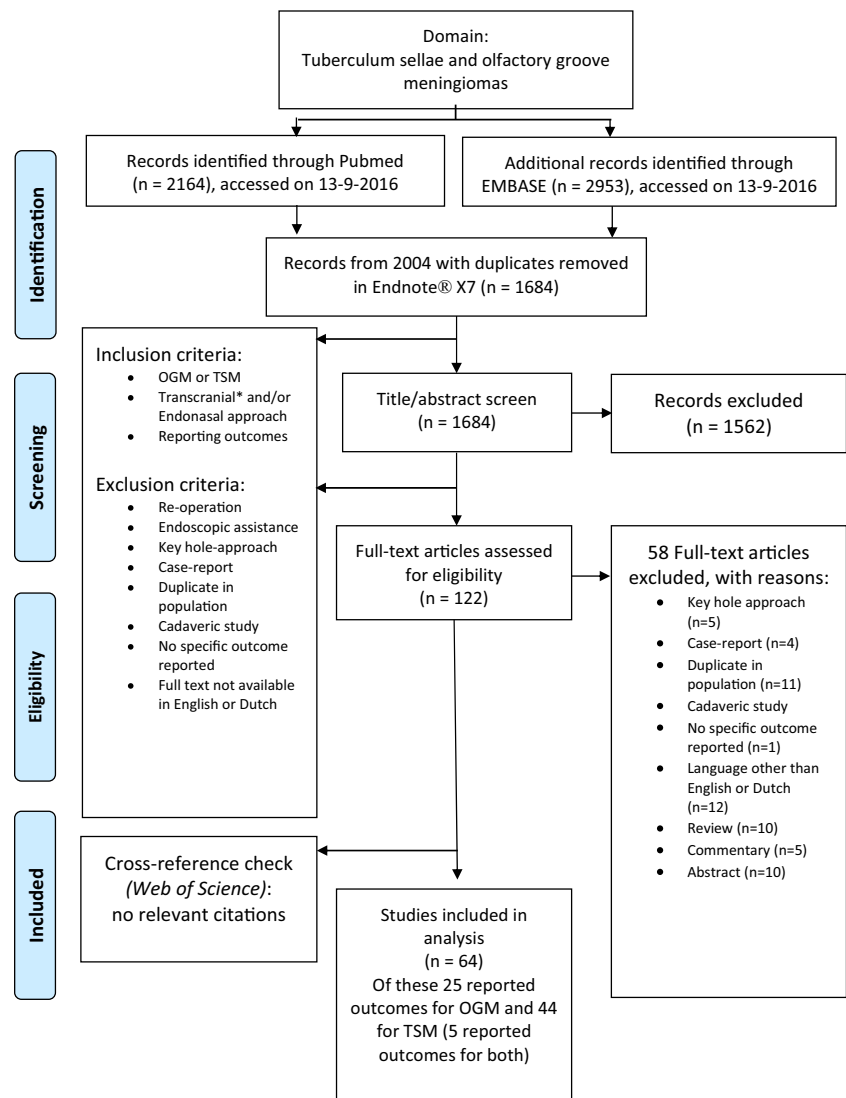 Domain:
Tuberculum sellae and olfactory groove
meningiomas
Identification
Records identified through Pubmed
(n = 2164), accessed on 13-9-2016
Additional records identified through
EMBASE (n = 2953), accessed on 13-9-2016
Records from 2004 with duplicates removed
in Endnote® X7 (n = 1684)
Screening
Inclusion criteria:
• OGM or TSM
• Transcranial* and/or
Endonasal approach
• Reporting outcomes
Exclusion criteria:
• Re-operation
• Endoscopic assistance
• Key hole-approach
• Case-report
• Duplicate in
population
• Cadaveric study
• No specific outcome
reported
• Full text not available
in English or Dutch
Title/abstract screen
(n = 1684)
Records excluded
(n = 1562)
Eligibility
Full-text articles assessed
for eligibility
(n = 122)
58 Full-text articles
excluded, with reasons:
• Key hole approach
(n=5)
• Case-report (n=4)
• Duplicate in
population (n=11)
• Cadaveric study
• No specific outcome
reported (n=1)
• Language other than
English or Dutch
(n=12)
• Review (n=10)
• Commentary (n=5)
• Abstract (n=10)
Included
Cross-reference check
(Web of Science):
no relevant citations
Studies included in
analysis
(n = 64)
Of these 25 reported
outcomes for OGM and 44
for TSM (5 reported
outcomes for both)